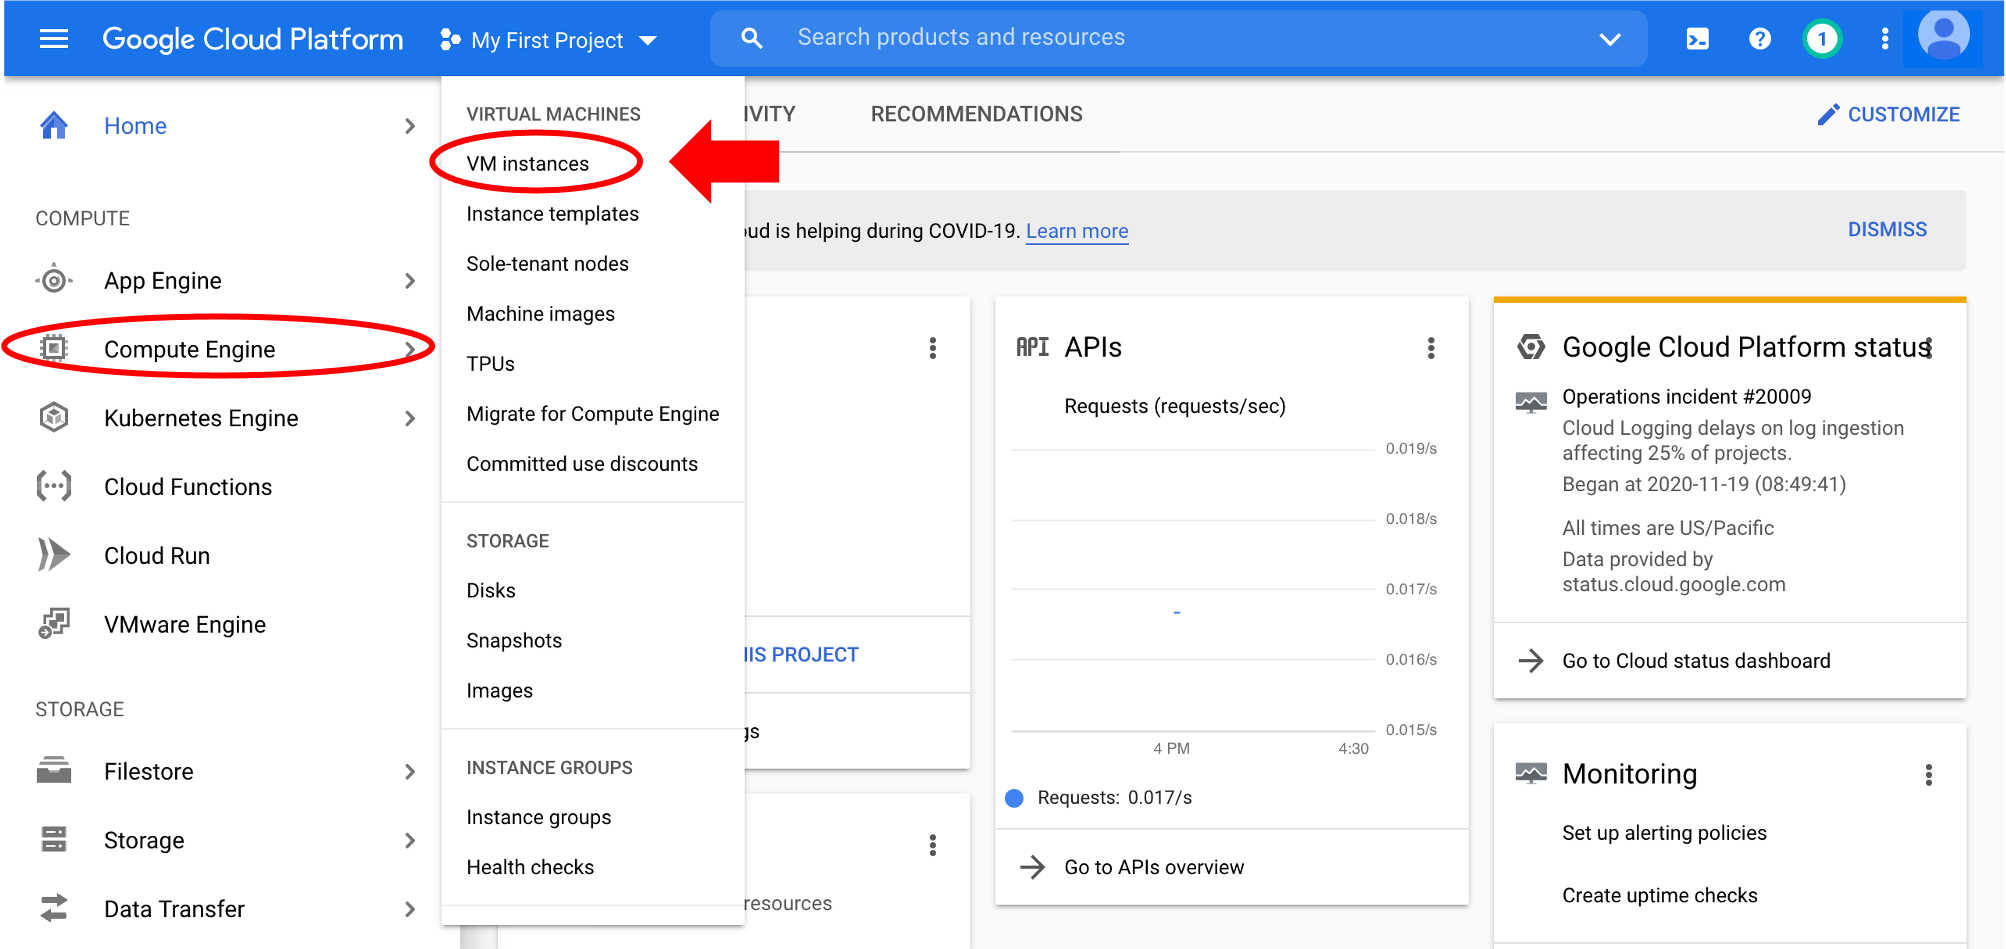 Google Cloud Platform
My First Project
Search products and resources
1
Home
COMPUTE
App Engine
Compute Engine
Kubernetes Engine
Cloud Functions
Cloud Run
VMware Engine
STORAGE
Filestore
Storage
Data Transfer
VIRTUAL MACHINES
VM instances
Instance templates
Sole-tenant nodes
Machine images
TPUs
Migrate for Compute Engine
Committed use discounts
STORAGE
Disks
Snapshots
Images
INSTANCE GROUPS
Instance groups
Health checks
IVITY
RECOMMENDATIONS
CUSTOMIZE
oud is helping during COVID-19. Learn more
DISMISS
HIS PROJECT
gs
resources
API APIs
Requests (requests/sec)
0.019/s
0.018/s
0.017/s
0.016/s
0.015/s
4 PM 4:30
Requests: 0.017/s
Go to APIs overview
Google Cloud Platform status
Operations incident #20009
Cloud Logging delays on log ingestion
affecting 25% of projects.
Began at 2020-11-19 (08:49:41)
All times are US/Pacific
Data provided by
status.cloud.google.com
Go to Cloud status dashboard
Monitoring
Set up alerting policies
Create uptime checks